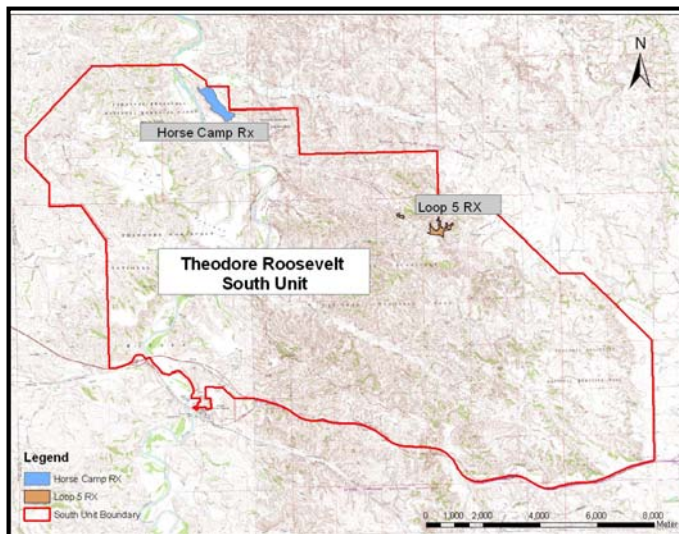 N
Horse Camp Rx
Loop 5 RX
Theodore Roosevelt
South Unit
Legend
Horse Camp RX
Loop 5 RX
South Unit Boundary
0 1,000 2,000 4,000 6,000 8,000
Meter